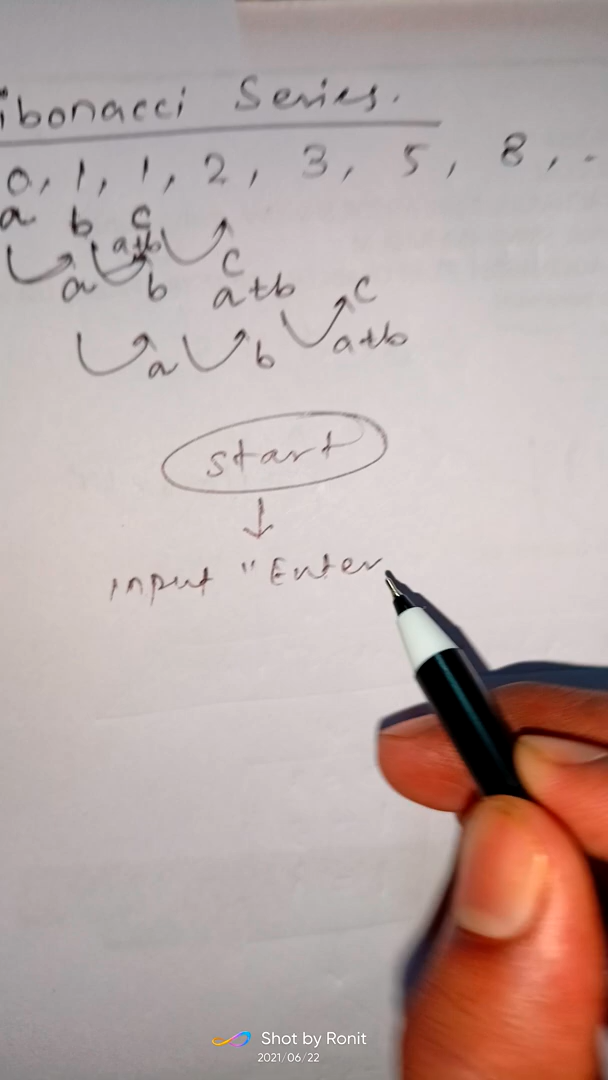 ibonacci Series.
0, 1, 1, 2, 3, 5, 8, .
a b c
a+b
c
a b a+b c
a b a+b
start
input "Enter
Shot by Ronit
2021/06/22